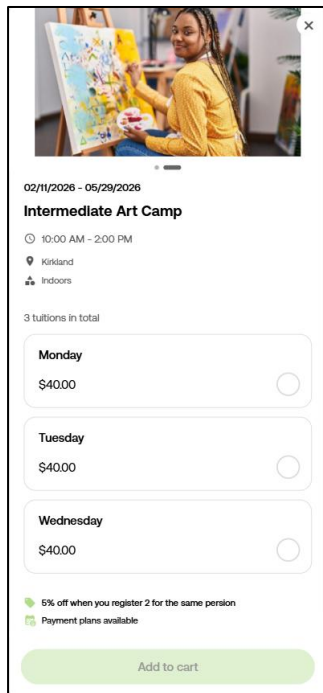 02/11/2026 - 05/29/2026
Intermediate Art Camp
10:00 AM - 2:00 PM
Kirkland
Indoors
3 tuitions in total
Monday
$40.00
Tuesday
$40.00
Wednesday
$40.00
5% off when you register 2 for the same persion
Payment plans available
Add to cart